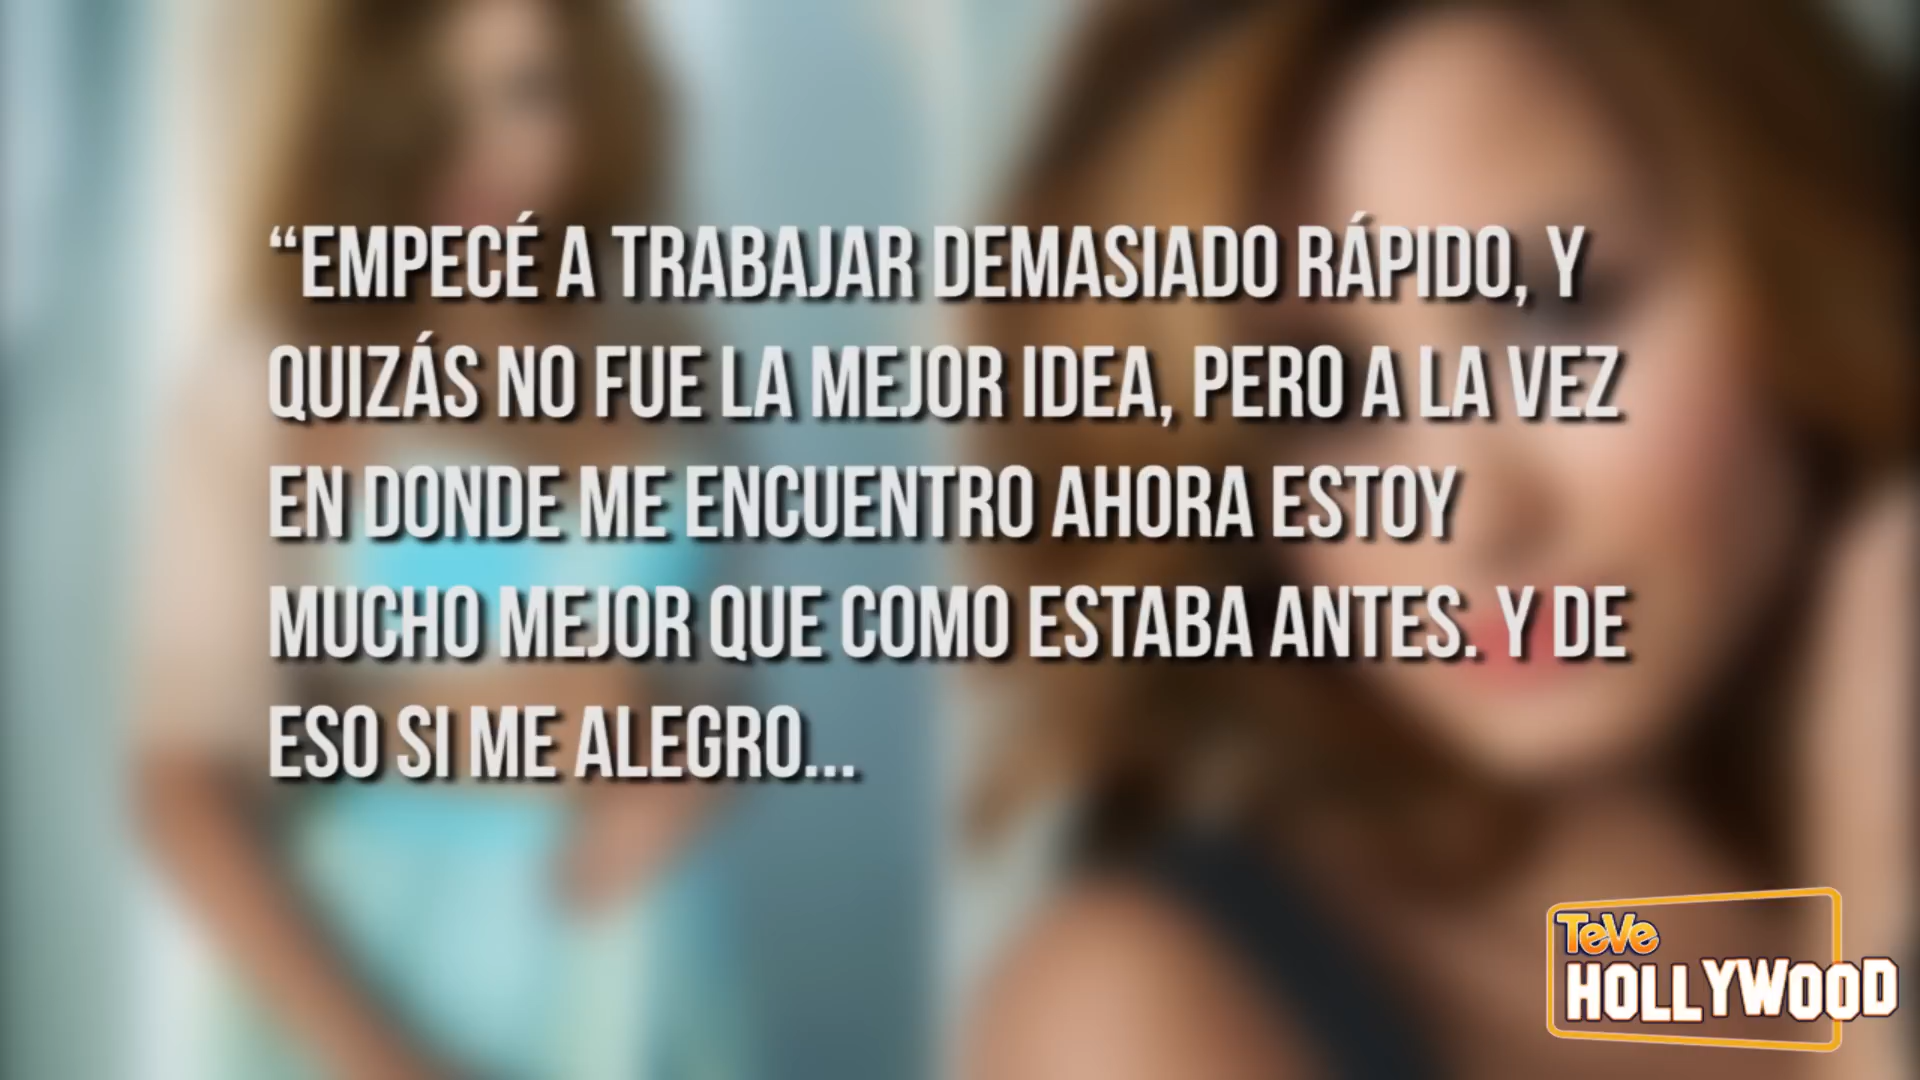 “EMPECÉ A TRABAJAR DEMASIADO RÁPIDO, Y
QUIZÁS NO FUE LA MEJOR IDEA, PERO A LA VEZ
EN DONDE ME ENCUENTRO AHORA ESTOY
MUCHO MEJOR QUE COMO ESTABA ANTES. Y DE
ESO SI ME ALEGRO...
TeVe
HOLLYWOOD